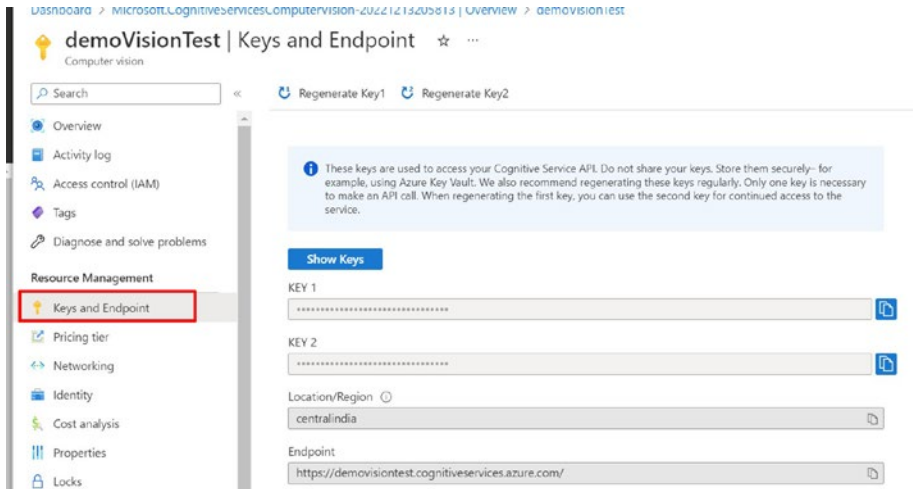 Dashboard > Microsoft.CognitiveServicesComputerVision-20221213205813 | Overview > demoVisionTest
demoVisionTest | Keys and Endpoint ☆ ...
Computer vision
Search «
Overview
Activity log
Access control (IAM)
Tags
Diagnose and solve problems
Resource Management
Keys and Endpoint
Pricing tier
Networking
Identity
Cost analysis
Properties
Locks
Regenerate Key1 Regenerate Key2
These keys are used to access your Cognitive Service API. Do not share your keys. Store them securely– for
example, using Azure Key Vault. We also recommend regenerating these keys regularly. Only one key is necessary
to make an API call. When regenerating the first key, you can use the second key for continued access to the
service.
Show Keys
KEY 1
••••••••••••••••••••••••••••••••
KEY 2
••••••••••••••••••••••••••••••••
Location/Region
centralindia
Endpoint
https://demovisiontest.cognitiveservices.azure.com/